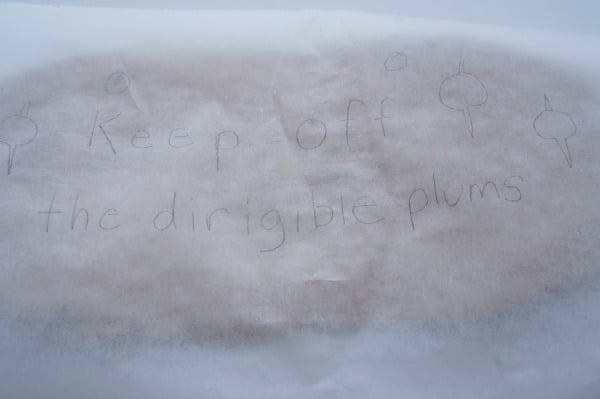 Keep-Off
the dirigible plums